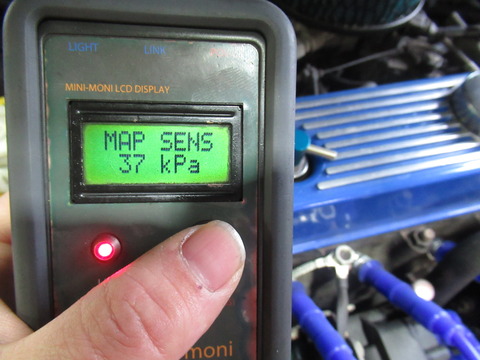 LIGHT LINK
MINI-MONI LCD DISPLAY
MAP SENS
37 kPa
moni